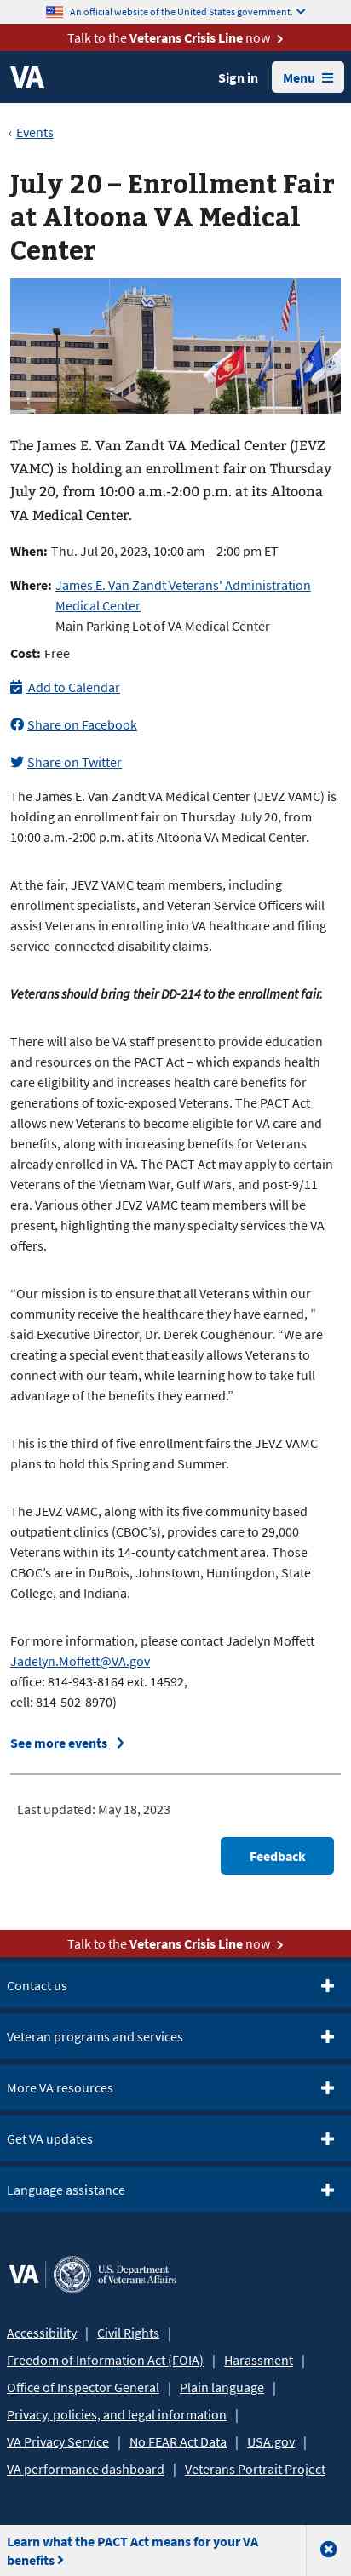 An official website of the United States government.
Talk to the Veterans Crisis Line now
VA
Sign in
Menu
‹ Events
July 20 – Enrollment Fair
at Altoona VA Medical
Center
The James E. Van Zandt VA Medical Center (JEVZ
VAMC) is holding an enrollment fair on Thursday
July 20, from 10:00 a.m.-2:00 p.m. at its Altoona
VA Medical Center.
When: Thu. Jul 20, 2023, 10:00 am – 2:00 pm ET
Where: James E. Van Zandt Veterans' Administration
Medical Center
Main Parking Lot of VA Medical Center
Cost: Free
Add to Calendar
Share on Facebook
Share on Twitter
The James E. Van Zandt VA Medical Center (JEVZ VAMC) is
holding an enrollment fair on Thursday July 20, from
10:00 a.m.-2:00 p.m. at its Altoona VA Medical Center.
At the fair, JEVZ VAMC team members, including
enrollment specialists, and Veteran Service Officers will
assist Veterans in enrolling into VA healthcare and filing
service-connected disability claims.
Veterans should bring their DD-214 to the enrollment fair.
There will also be VA staff present to provide education
and resources on the PACT Act – which expands health
care eligibility and increases health care benefits for
generations of toxic-exposed Veterans. The PACT Act
allows new Veterans to become eligible for VA care and
benefits, along with increasing benefits for Veterans
already enrolled in VA. The PACT Act may apply to certain
Veterans of the Vietnam War, Gulf Wars, and post-9/11
era. Various other JEVZ VAMC team members will be
present, highlighting the many specialty services the VA
offers.
“Our mission is to ensure that all Veterans within our
community receive the healthcare they have earned, ”
said Executive Director, Dr. Derek Coughenour. “We are
creating a special event that easily allows Veterans to
connect with our team, while learning how to take full
advantage of the benefits they earned.”
This is the third of five enrollment fairs the JEVZ VAMC
plans to hold this Spring and Summer.
The JEVZ VAMC, along with its five community based
outpatient clinics (CBOC’s), provides care to 29,000
Veterans within its 14-county catchment area. Those
CBOC’s are in DuBois, Johnstown, Huntingdon, State
College, and Indiana.
For more information, please contact Jadelyn Moffett
Jadelyn.Moffett@VA.gov
office: 814-943-8164 ext. 14592,
cell: 814-502-8970)
See more events
Last updated: May 18, 2023
Feedback
Talk to the Veterans Crisis Line now
Contact us
Veteran programs and services
More VA resources
Get VA updates
Language assistance
VA
U.S. Department
of Veterans Affairs
Accessibility | Civil Rights |
Freedom of Information Act (FOIA) | Harassment |
Office of Inspector General | Plain language |
Privacy, policies, and legal information |
VA Privacy Service | No FEAR Act Data | USA.gov |
VA performance dashboard | Veterans Portrait Project
Learn what the PACT Act means for your VA
benefits